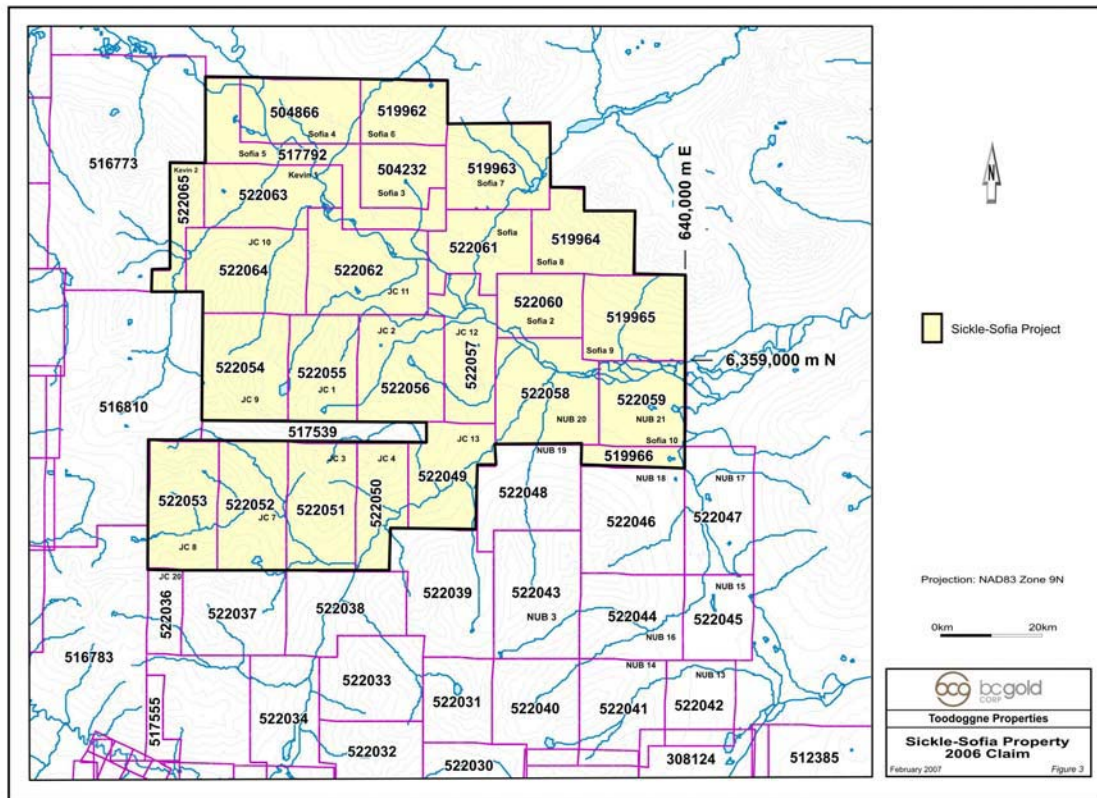 504866
Sofia 4
519962
Sofia 6
516773
Sofia 5
517792
504232
Sofia 3
519963
Sofia 7
Kevin 2
522065
Kevin 1
522063
640,000 m E
N
JC 10
522064
522062
JC 11
Sofia
522061
519964
Sofia 8
522060
Sofia 2
519965
Sofia 9
Sickle-Sofia Project
6,359,000 m N
516810
522054
JC 9
522055
JC 1
JC 2
522056
JC 12
522057
522058
NUB 20
522059
NUB 21
Sofia 10
519966
517539
JC 13
522053
JC 8
522052
JC 7
JC 3
522051
JC 4
522050
522049
NUB 19
522048
NUB 18
522046
NUB 17
522047
JC 20
522036
522037
522038
522039
522043
NUB 3
522044
NUB 16
NUB 15
522045
Projection: NAD83 Zone 9N
0km 20km
516783
517555
522034
522033
522032
522031
522030
522040
NUB 14
522041
NUB 13
522042
308124
512385
bcg bcgold
CORP
Toodoggne Properties
Sickle-Sofia Property
2006 Claim
February 2007 Figure 3